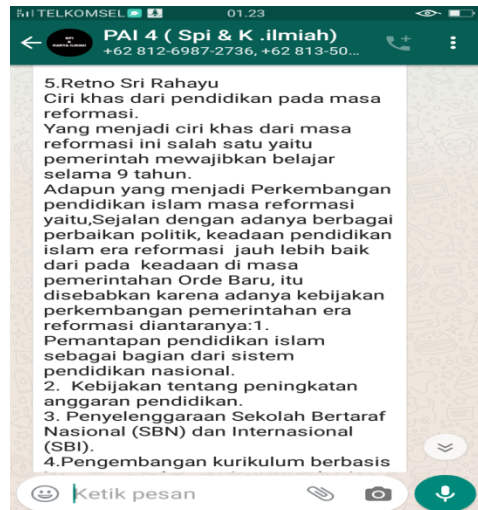 TELKOMSEL 01.23
PAI 4 ( Spi & K .ilmiah)
+62 812-6987-2736, +62 813-50...
5.Retno Sri Rahayu
Ciri khas dari pendidikan pada masa
reformasi.
Yang menjadi ciri khas dari masa
reformasi ini salah satu yaitu
pemerintah mewajibkan belajar
selama 9 tahun.
Adapun yang menjadi Perkembangan
pendidikan islam masa reformasi
yaitu,Sejalan dengan adanya berbagai
perbaikan politik, keadaan pendidikan
islam era reformasi  jauh lebih baik
dari pada  keadaan di masa
pemerintahan Orde Baru, itu
disebabkan karena adanya kebijakan
perkembangan pemerintahan era
reformasi diantaranya:1.
Pemantapan pendidikan islam
sebagai bagian dari sistem
pendidikan nasional.
2.  Kebijakan tentang peningkatan
anggaran pendidikan.
3. Penyelenggaraan Sekolah Bertaraf
Nasional (SBN) dan Internasional
(SBI).
4.Pengembangan kurikulum berbasis
Ketik pesan